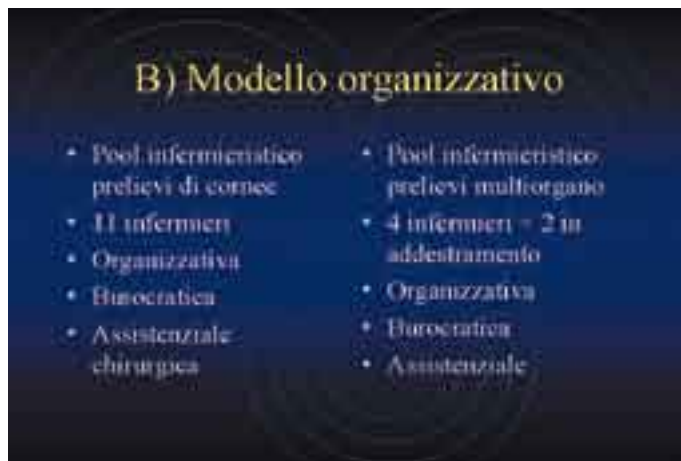 B) Modello organizzativo
• Pool infermieristico
prelievi di cornee
• 11 infermieri
• Organizzativa
• Burocratica
• Assistenziale
chirurgica
• Pool infermieristico
prelievi multiorgano
• 4 infermieri + 2 in
addestramento
• Organizzativa
• Burocratica
• Assistenziale